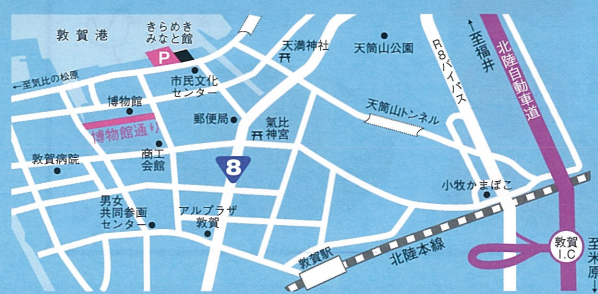 敦賀港
きらめき
みなと館
P
←至気比の松原
市民文化
センター
天満神社
天筒山公園
R8バイパス
←至福井
北陸自動車道
博物館
博物館通り
郵便局
氣比
神宮
天筒山トンネル
敦賀病院
商工
会館
8
小牧かまぼこ
男女
共同参画
センター
アルプラザ
敦賀
敦賀駅
北陸本線
敦賀
I.C
至米原→